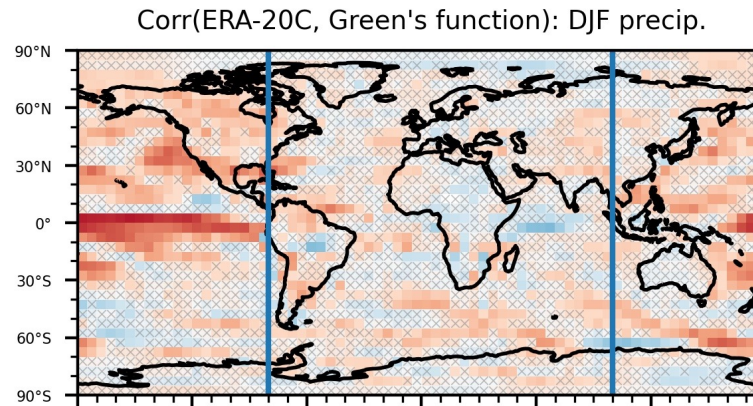 Corr(ERA-20C, Green's function): DJF precip.
90°N
60°N
30°N
0°
30°S
60°S
90°S